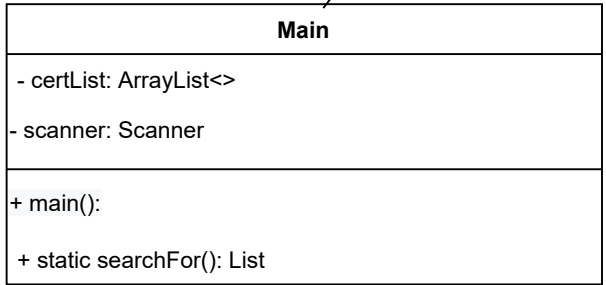 Main
- certList: ArrayList<>
- scanner: Scanner
+ main():
+ static searchFor(): List